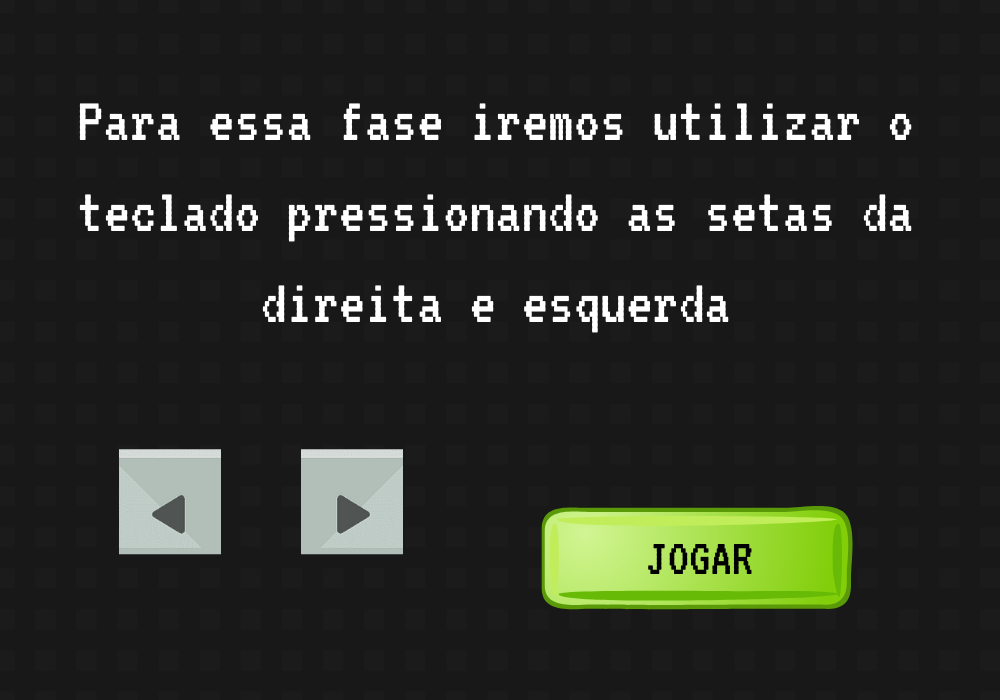 Para essa fase iremos utilizar o
teclado pressionando as setas da
direita e esquerda
JOGAR